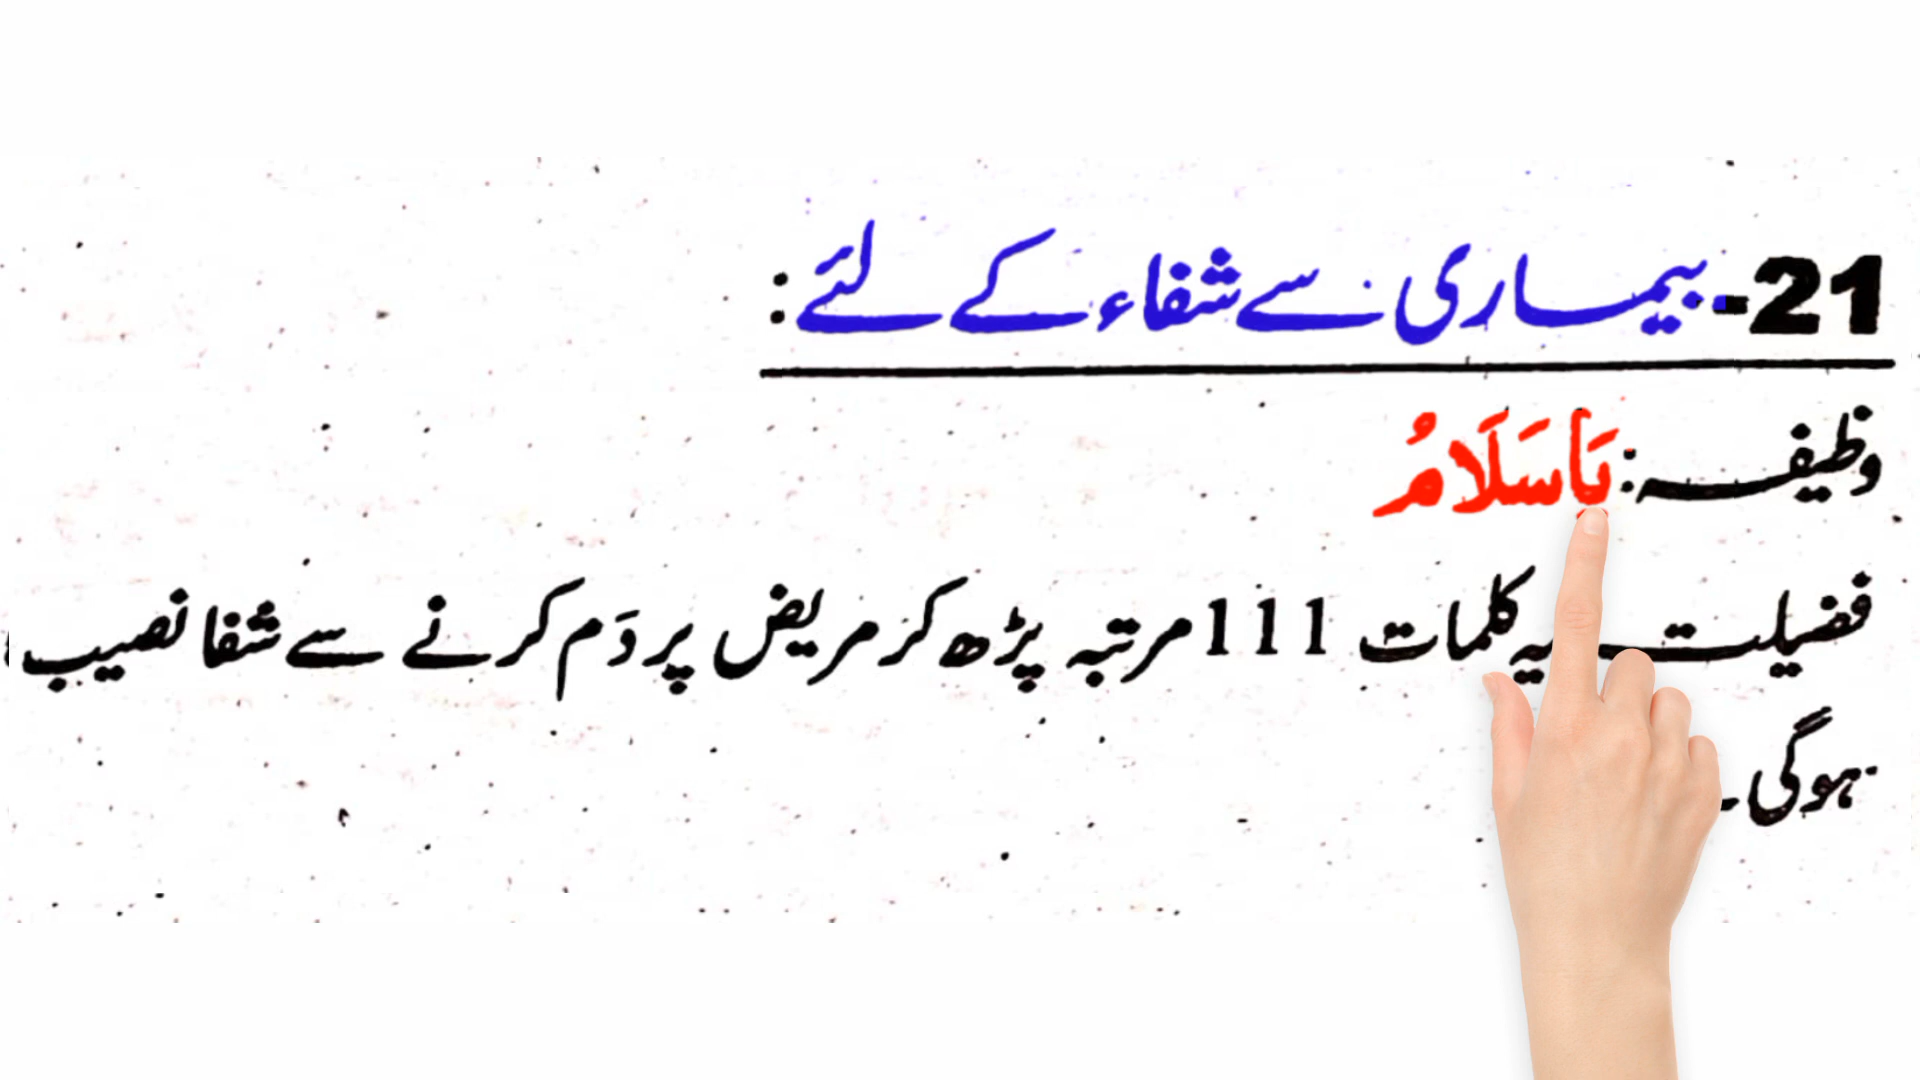 21- بیماری سے شفاء کے لئے :
وظیفہ : یَا سَلَامُ
فضیلت یہ کلمات 111 مرتبہ پڑھ کر مریض پر دَم کرنے سے شفا نصیب
ہوگی۔